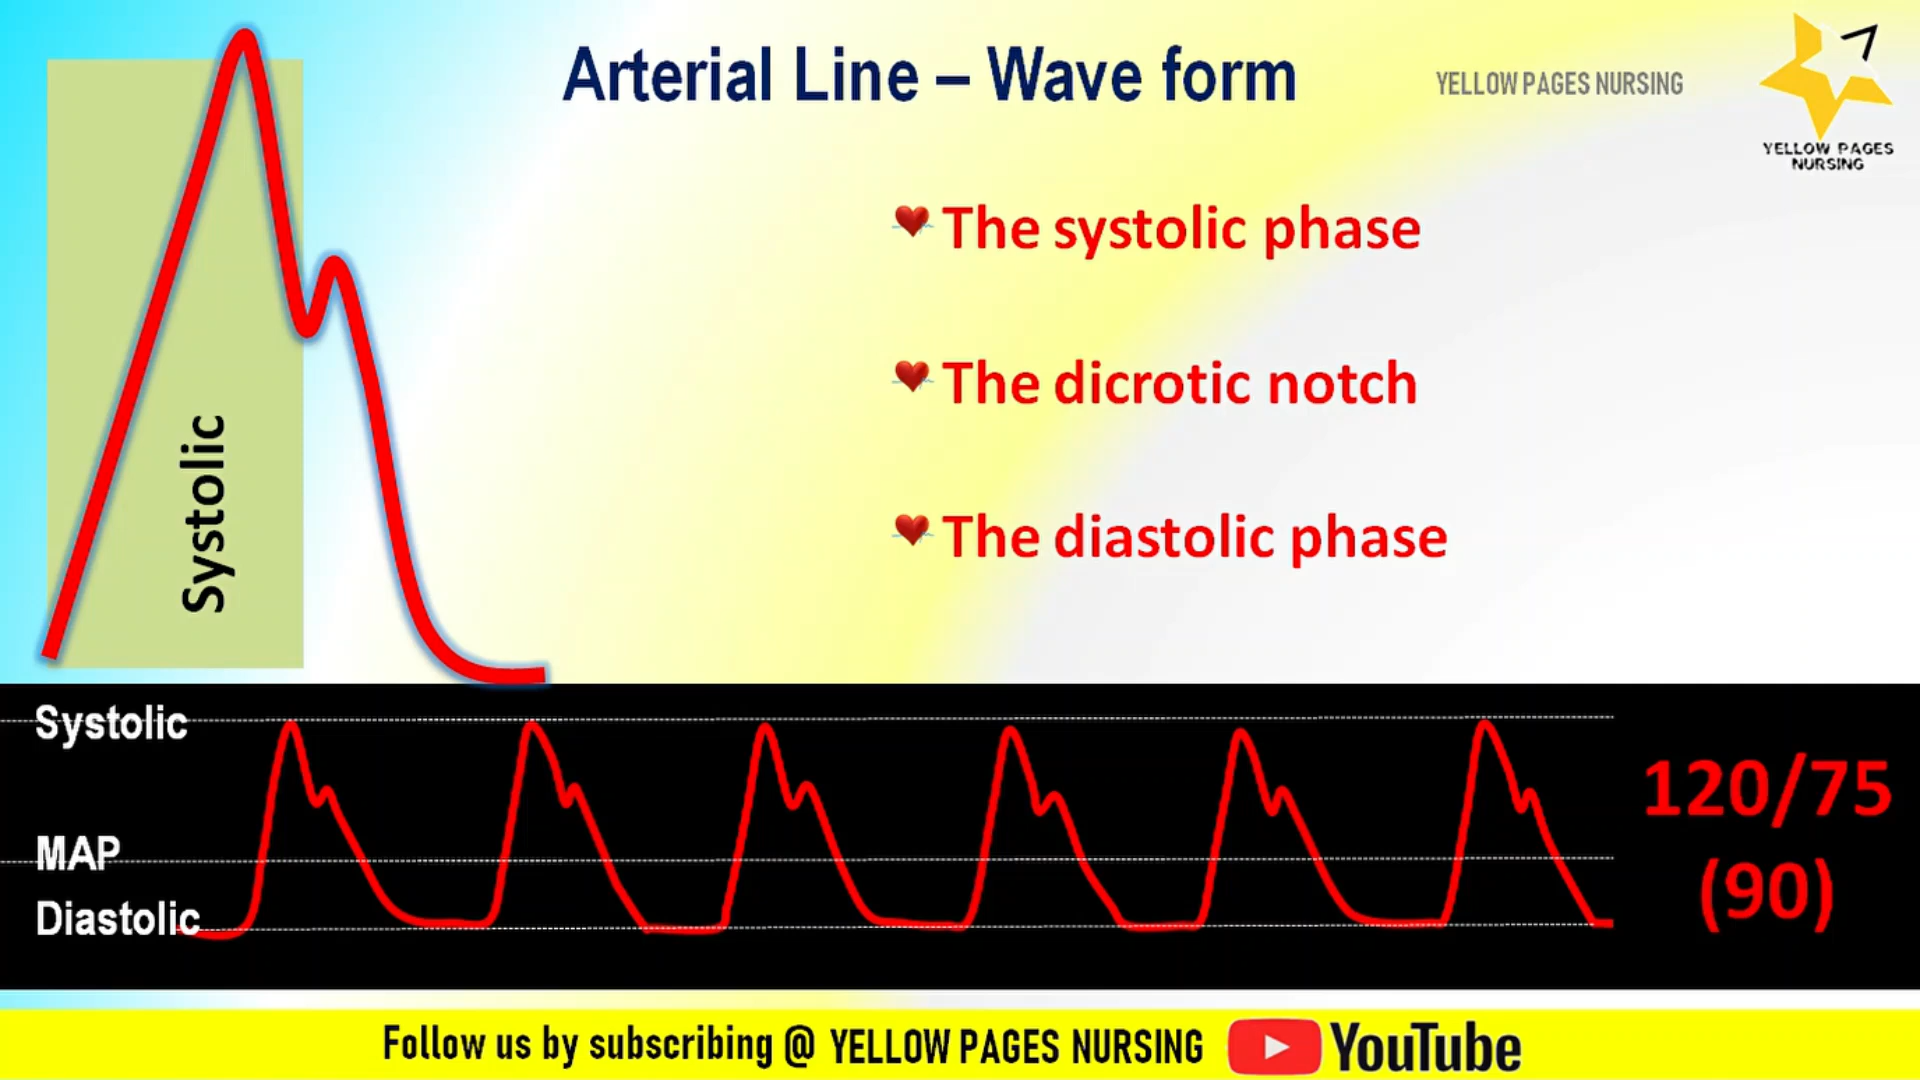 Arterial Line – Wave form
YELLOW PAGES NURSING
YELLOW PAGES
NURSING
The systolic phase
The dicrotic notch
The diastolic phase
Systolic
Systolic
MAP
Diastolic
120/75
(90)
Follow us by subscribing @ YELLOW PAGES NURSING YouTube